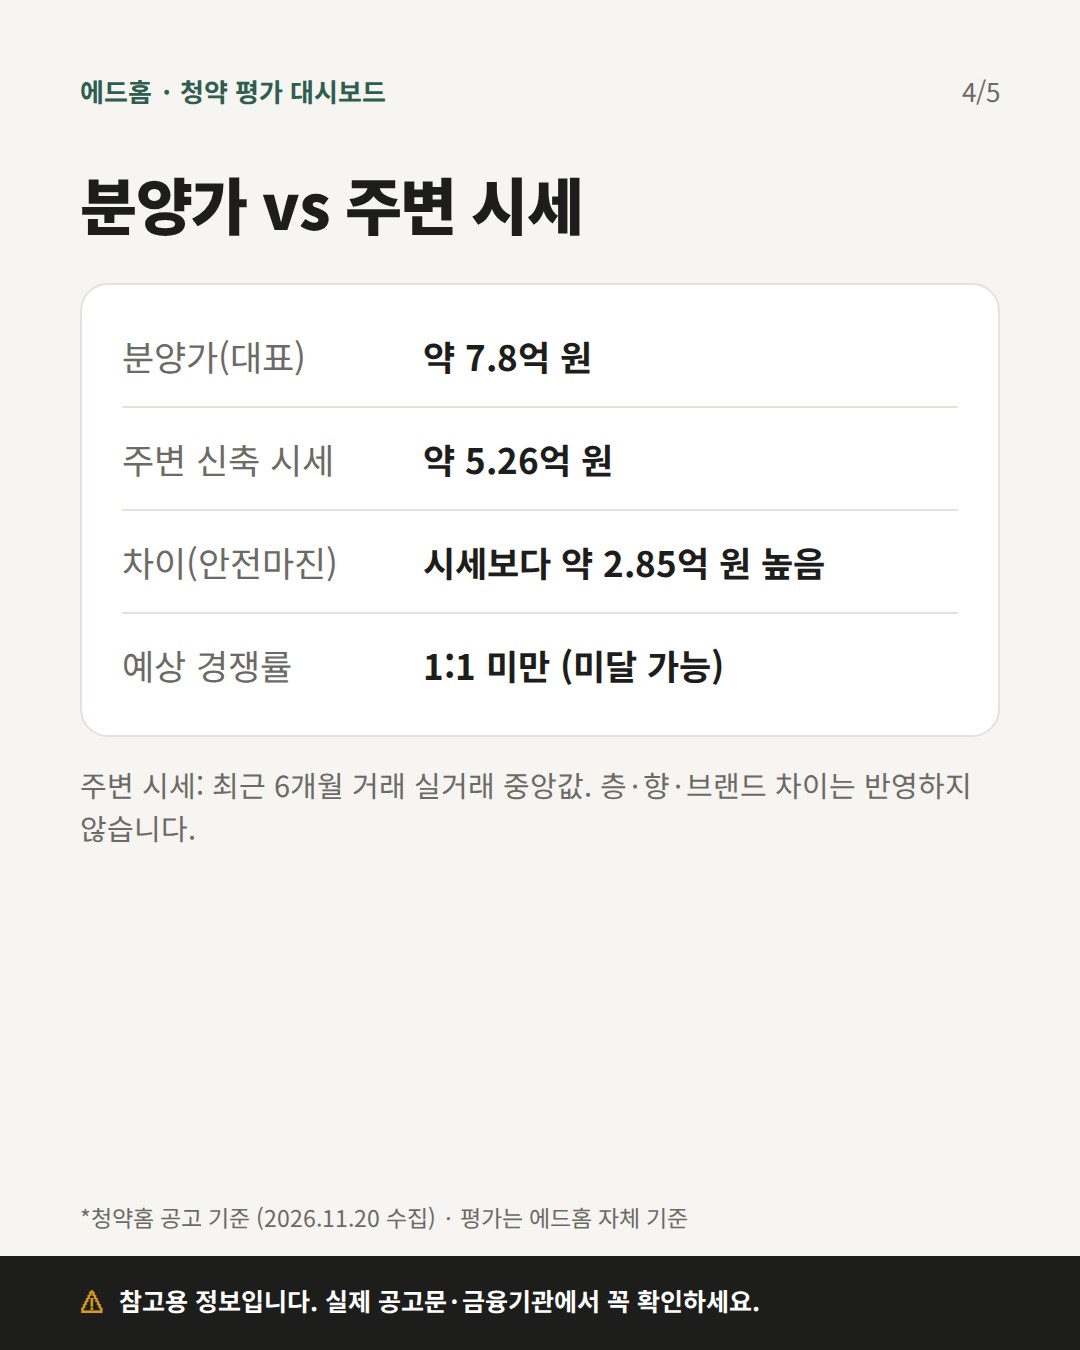 에드홈 · 청약 평가 대시보드
4/5
분양가 vs 주변 시세
분양가(대표) 약 7.8억 원
주변 신축 시세 약 5.26억 원
차이(안전마진) 시세보다 약 2.85억 원 높음
예상 경쟁률 1:1 미만 (미달 가능)
주변 시세: 최근 6개월 거래 실거래 중앙값. 층·향·브랜드 차이는 반영하지
않습니다.
*청약홈 공고 기준 (2026.11.20 수집) · 평가는 에드홈 자체 기준
⚠ 참고용 정보입니다. 실제 공고문·금융기관에서 꼭 확인하세요.